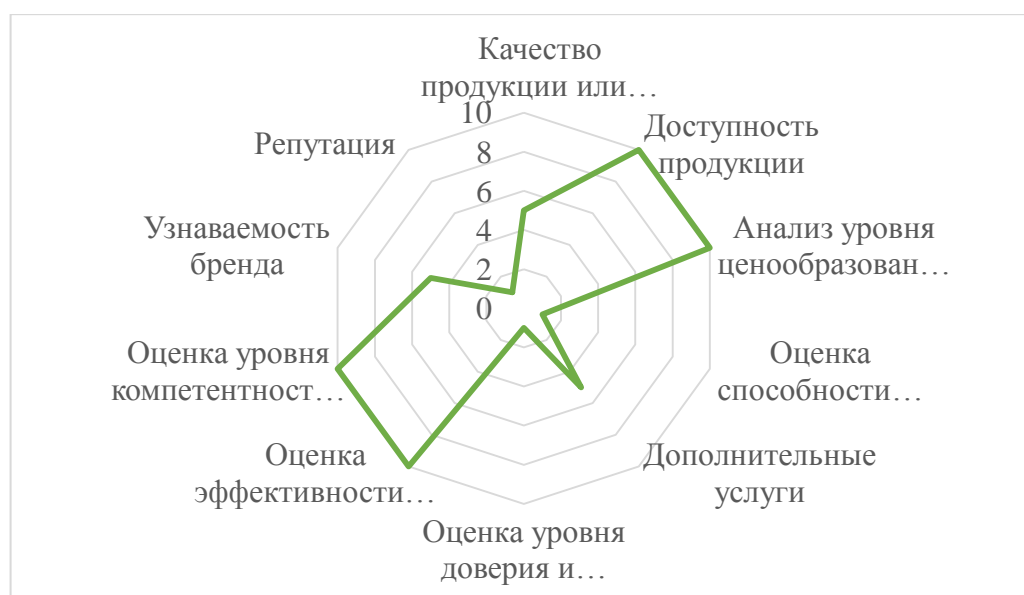 Качество
продукции или…
Доступность
продукции
Анализ уровня
ценообразован…
Оценка
способности…
Дополнительные
услуги
Оценка уровня
доверия и…
Оценка
эффективности…
Оценка уровня
компетентност…
Узнаваемость
бренда
Репутация
10
8
6
4
2
0